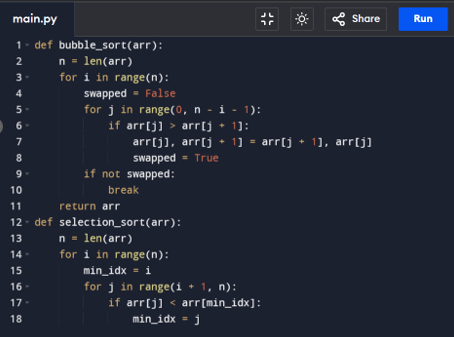 main.py
Share
Run
1 def bubble_sort(arr):
2     n = len(arr)
3     for i in range(n):
4         swapped = False
5         for j in range(0, n - i - 1):
6             if arr[j] > arr[j + 1]:
7                 arr[j], arr[j + 1] = arr[j + 1], arr[j]
8                 swapped = True
9         if not swapped:
10             break
11     return arr
12 def selection_sort(arr):
13     n = len(arr)
14     for i in range(n):
15         min_idx = i
16         for j in range(i + 1, n):
17             if arr[j] < arr[min_idx]:
18                 min_idx = j